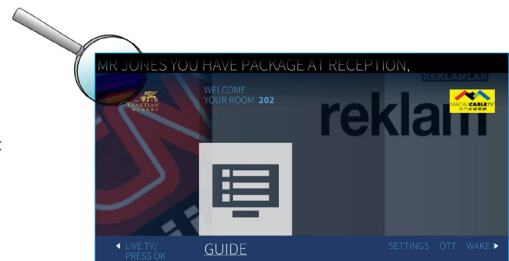 MR JONES YOU HAVE PACKAGE AT RECEPTION,
REKLAMLAR
WELCOME
YOUR ROOM 202
VENETIAN
MACAU CABLE TV
reklam
LIVE TV/
PRESS OK
GUIDE
SETTINGS OTT WAKE